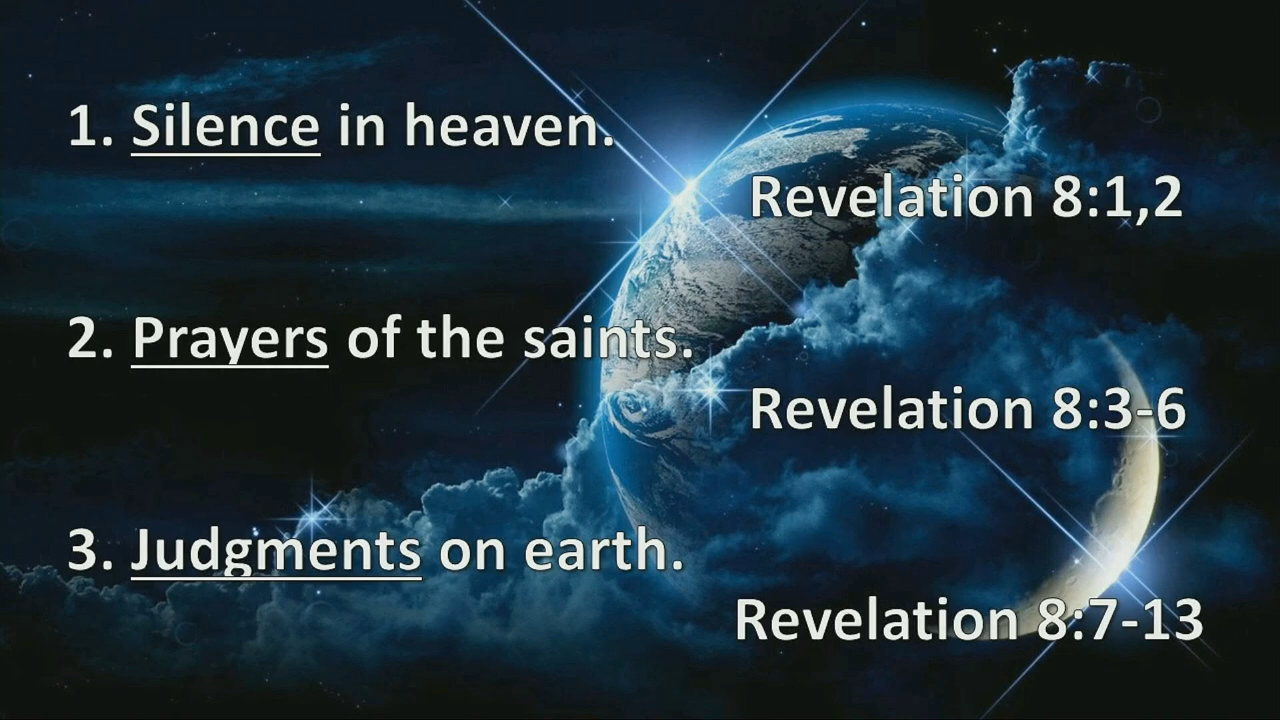 1. Silence in heaven.
Revelation 8:1,2
2. Prayers of the saints.
Revelation 8:3-6
3. Judgments on earth.
Revelation 8:7-13